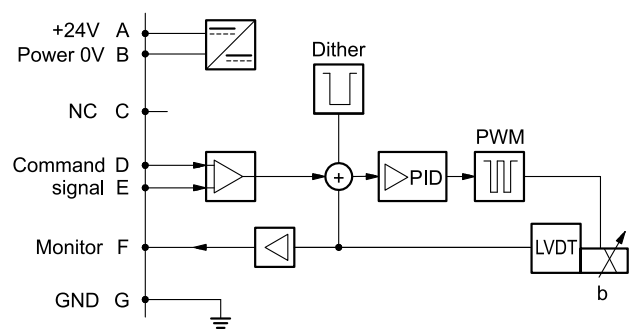 +24V A
Power 0V B
Dither
NC C
PWM
Command D
signal E
+
PID
Monitor F
LVDT
b
GND G